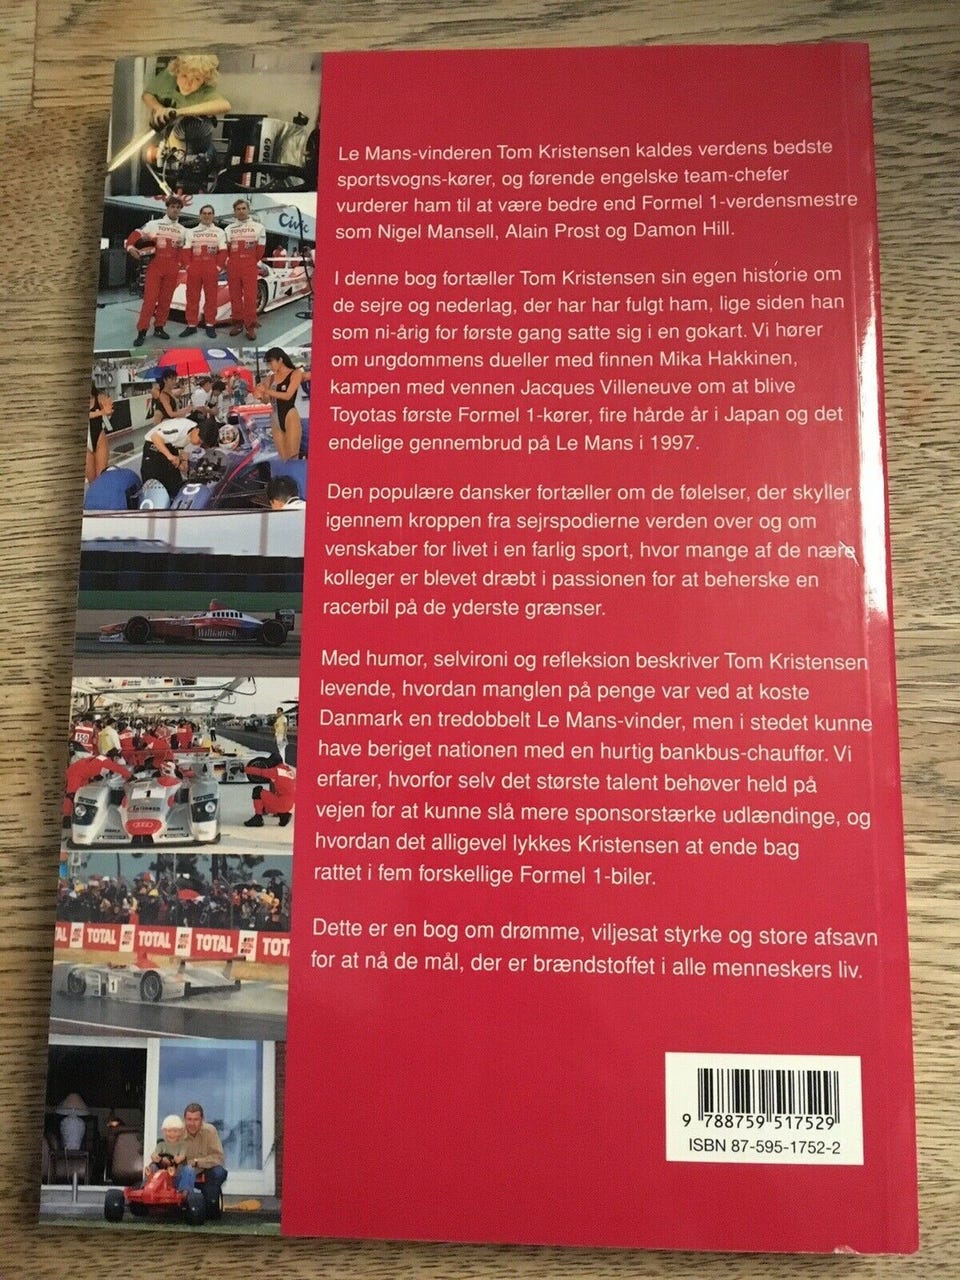 Le Mans-vinderen Tom Kristensen kaldes verdens bedste
sportsvogns-kører, og førende engelske team-chefer
vurderer ham til at være bedre end Formel 1-verdensmestre
som Nigel Mansell, Alain Prost og Damon Hill.
I denne bog fortæller Tom Kristensen sin egen historie om
de sejre og nederlag, der har har fulgt ham, lige siden han
som ni-årig for første gang satte sig i en gokart. Vi hører
om ungdommens dueller med finnen Mika Hakkinen,
kampen med vennen Jacques Villeneuve om at blive
Toyotas første Formel 1-kører, fire hårde år i Japan og det
endelige gennembrud på Le Mans i 1997.
Den populære dansker fortæller om de følelser, der skyller
igennem kroppen fra sejrspodierne verden over og om
venskaber for livet i en farlig sport, hvor mange af de nære
kolleger er blevet dræbt i passionen for at beherske en
racerbil på de yderste grænser.
Med humor, selvironi og refleksion beskriver Tom Kristensen
levende, hvordan manglen på penge var ved at koste
Danmark en tredobbelt Le Mans-vinder, men i stedet kunne
have beriget nationen med en hurtig bankbus-chauffør. Vi
erfarer, hvorfor selv det største talent behøver held på
vejen for at kunne slå mere sponsorstærke udlændinge, og
hvordan det alligevel lykkes Kristensen at ende bag
rattet i fem forskellige Formel 1-biler.
Dette er en bog om drømme, viljesat styrke og store afsavn
for at nå de mål, der er brændstoffet i alle menneskers liv.
9 788759 517529
ISBN 87-595-1752-2
Civic
TOYOTA TOYOTA TOYOTA
1
TOTAL TOTAL TOTAL
1